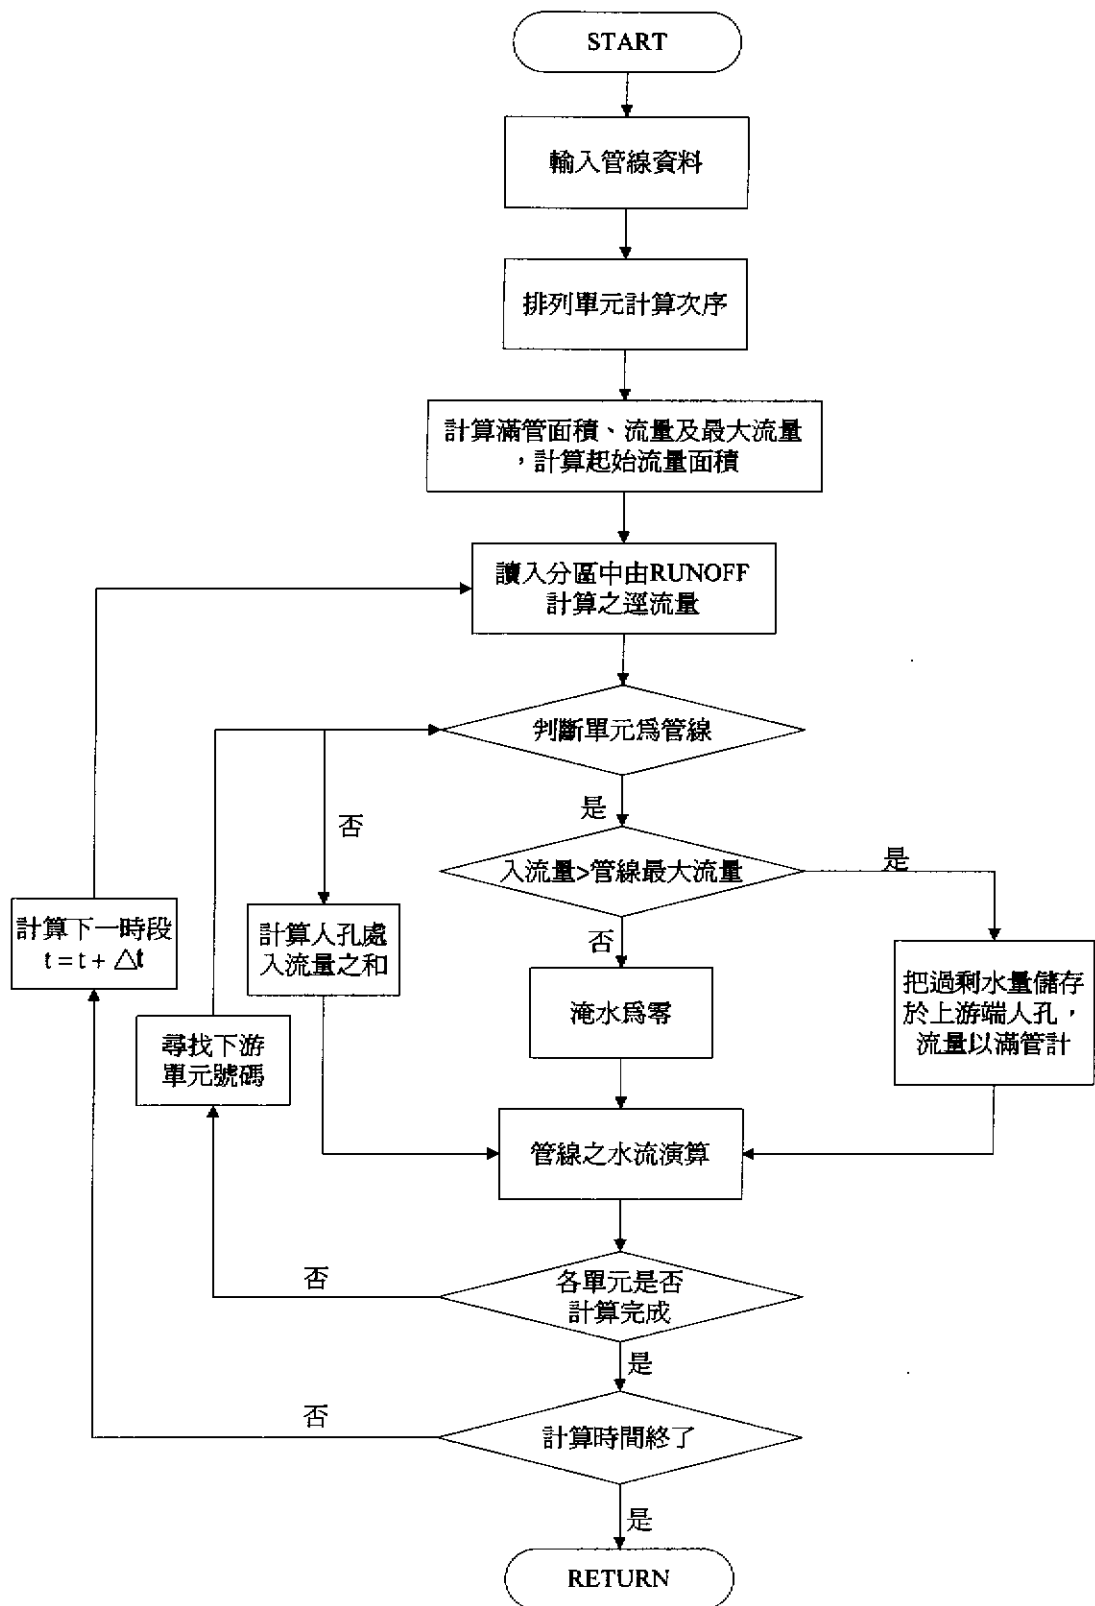 START
輸入管線資料
排列單元計算次序
計算滿管面積、流量及最大流量
，計算起始流量面積
讀入分區中由RUNOFF
計算之逕流量
判斷單元為管線
是
否
入流量>管線最大流量
是
計算下一時段
t = t + △t
計算人孔處
入流量之和
否
淹水為零
把過剩水量儲存
於上游端人孔，
流量以滿管計
尋找下游
單元號碼
管線之水流演算
否
各單元是否
計算完成
是
否
計算時間終了
是
RETURN